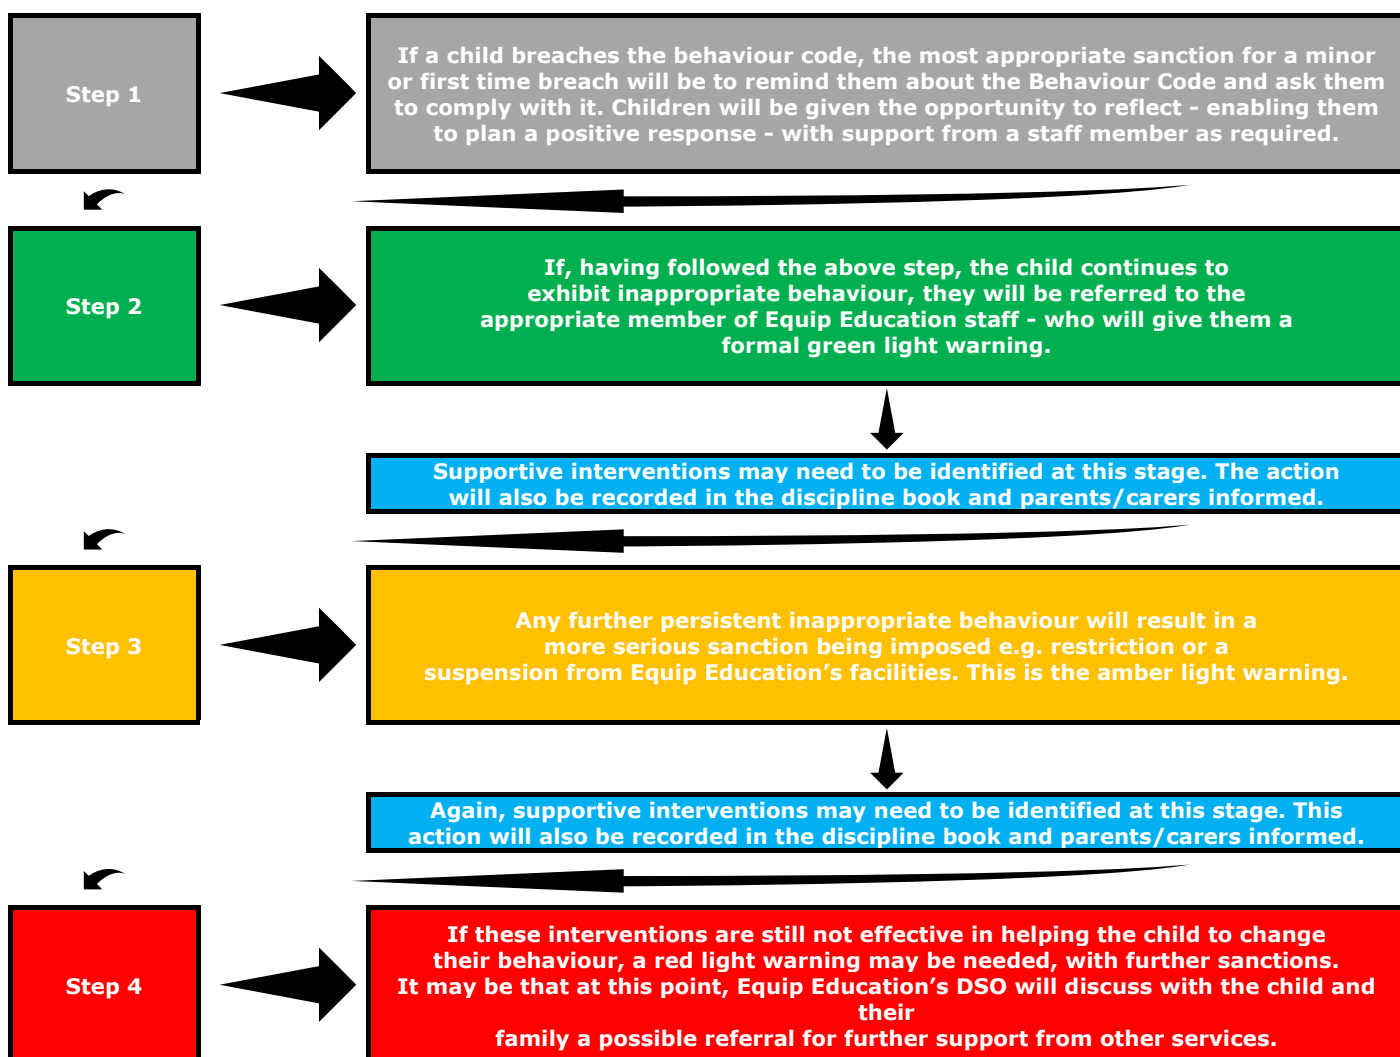 Step 1
If a child breaches the behaviour code, the most appropriate sanction for a minor
or first time breach will be to remind them about the Behaviour Code and ask them
to comply with it. Children will be given the opportunity to reflect - enabling them
to plan a positive response - with support from a staff member as required.
Step 2
If, having followed the above step, the child continues to
exhibit inappropriate behaviour, they will be referred to the
appropriate member of Equip Education staff - who will give them a
formal green light warning.
Supportive interventions may need to be identified at this stage. The action
will also be recorded in the discipline book and parents/carers informed.
Step 3
Any further persistent inappropriate behaviour will result in a
more serious sanction being imposed e.g. restriction or a
suspension from Equip Education’s facilities. This is the amber light warning.
Again, supportive interventions may need to be identified at this stage. This
action will also be recorded in the discipline book and parents/carers informed.
Step 4
If these interventions are still not effective in helping the child to change
their behaviour, a red light warning may be needed, with further sanctions.
It may be that at this point, Equip Education’s DSO will discuss with the child and
their
family a possible referral for further support from other services.